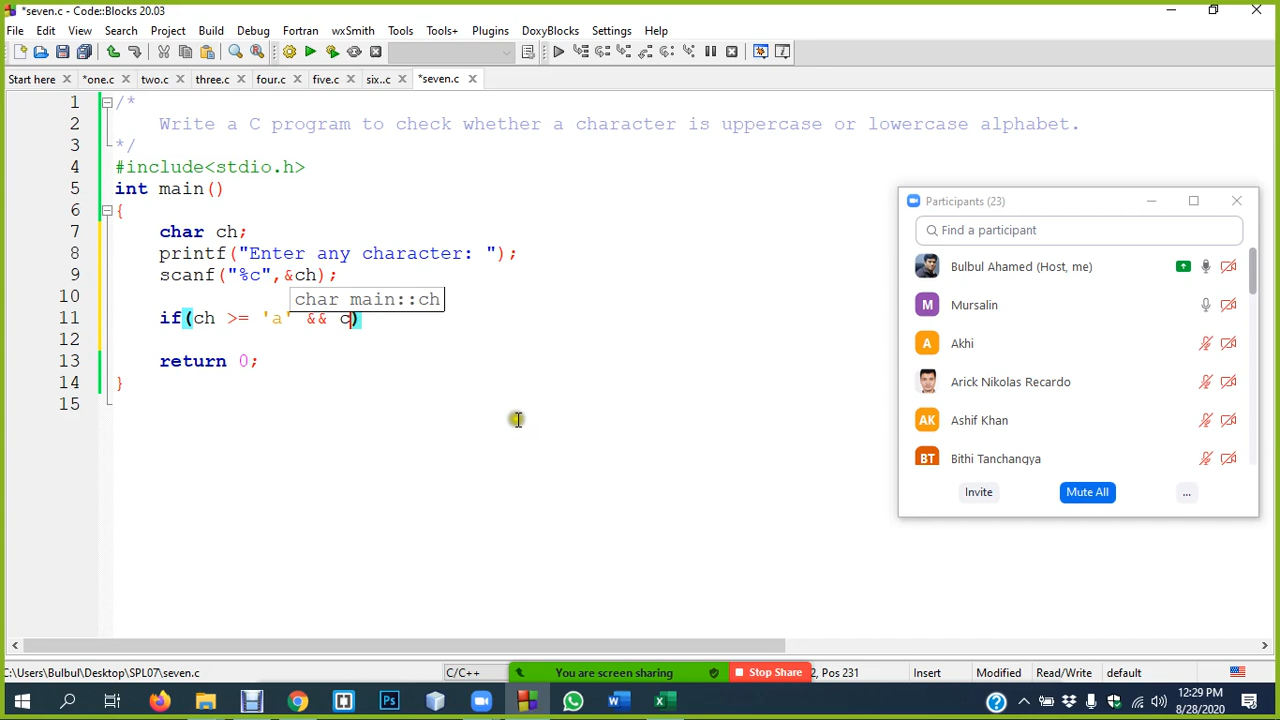 *seven.c - Code::Blocks 20.03
File Edit View Search Project Build Debug Fortran wxSmith Tools Tools+ Plugins DoxyBlocks Settings Help
Start here *one.c two.c three.c four.c five.c six..c *seven.c
1 /*
2 Write a C program to check whether a character is uppercase or lowercase alphabet.
3 */
4 #include<stdio.h>
5 int main()
6 {
7 char ch;
8 printf("Enter any character: ");
9 scanf("%c",&ch);
10
char main::ch
11 if(ch >= 'a' && c)
12
13 return 0;
14 }
15
Participants (23)
Find a participant
Bulbul Ahamed (Host, me)
M Mursalin
A Akhi
Arick Nikolas Recardo
AK Ashif Khan
BT Bithi Tanchangya
Invite Mute All ...
C:\Users\Bulbul\Desktop\SPL07\seven.c C/C++ You are screen sharing Stop Share 2, Pos 231 Insert Modified Read/Write default
12:29 PM
8/28/2020